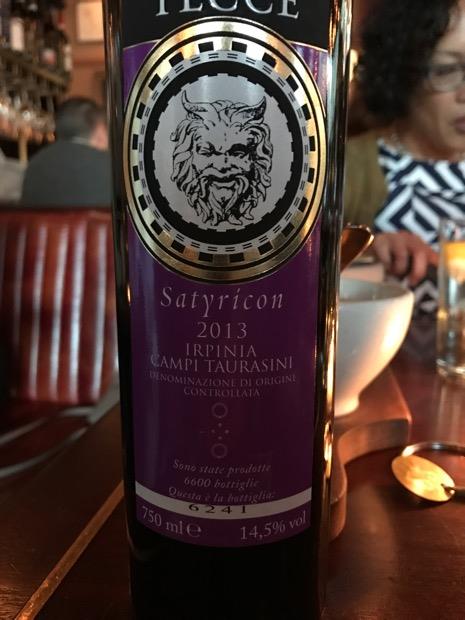 TECCE
Satyricon
2013
IRPINIA
CAMPI TAURASINI
DENOMINAZIONE DI ORIGINE
CONTROLLATA
Sono state prodotte
6600 bottiglie
Questa è la bottiglia:
6241
750 ml e 14,5% vol